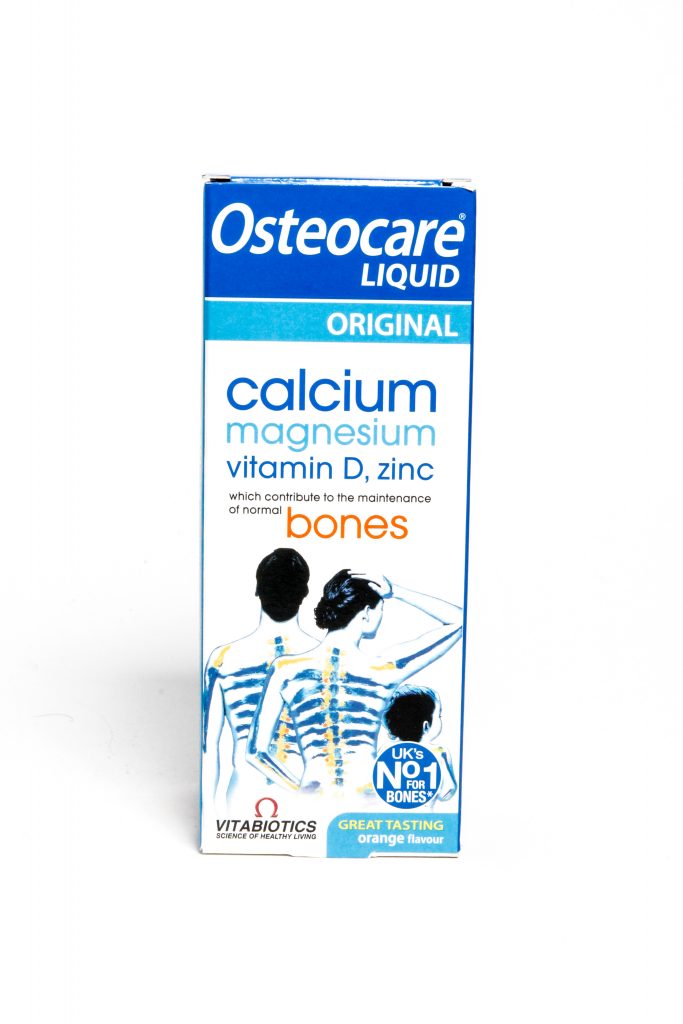 Osteocare®
LIQUID
ORIGINAL
calcium
magnesium
vitamin D, zinc
which contribute to the maintenance
of normal bones
UK's
No1
FOR
BONES*
VITABIOTICS
SCIENCE OF HEALTHY LIVING
GREAT TASTING
orange flavour